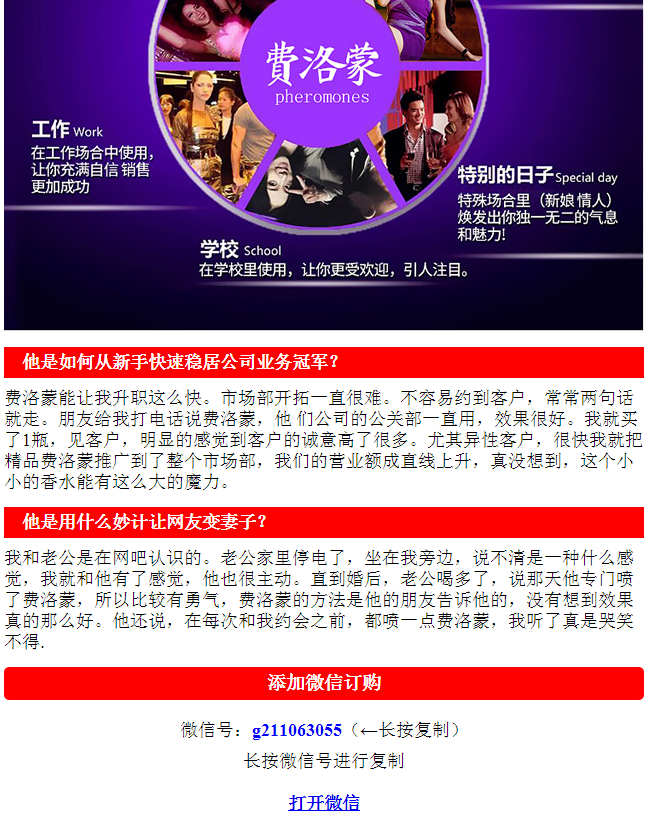 費洛蒙
pheromones
工作 Work
在工作场合中使用，
让你充满自信 销售
更加成功
特别的日子 Special day
特殊场合里（新娘 情人）
焕发出你独一无二的气息
和魅力!
学校 School
在学校里使用，让你更受欢迎，引人注目。
他是如何从新手快速稳居公司业务冠军？
费洛蒙能让我升职这么快。市场部开拓一直很难。不容易约到客户，常常两句话
就走。朋友给我打电话说费洛蒙，他 们公司的公关部一直用，效果很好。我就买
了1瓶，见客户，明显的感觉到客户的诚意高了很多。尤其异性客户，很快我就把
精品费洛蒙推广到了整个市场部，我们的营业额成直线上升，真没想到，这个小
小的香水能有这么大的魔力。
他是用什么妙计让网友变妻子？
我和老公是在网吧认识的。老公家里停电了，坐在我旁边，说不清是一种什么感
觉，我就和他有了感觉，他也很主动。直到婚后，老公喝多了，说那天他专门喷
了费洛蒙，所以比较有勇气，费洛蒙的方法是他的朋友告诉他的，没有想到效果
真的那么好。他还说，在每次和我约会之前，都喷一点费洛蒙，我听了真是哭笑
不得.
添加微信订购
微信号：g211063055（←长按复制）
长按微信号进行复制
打开微信